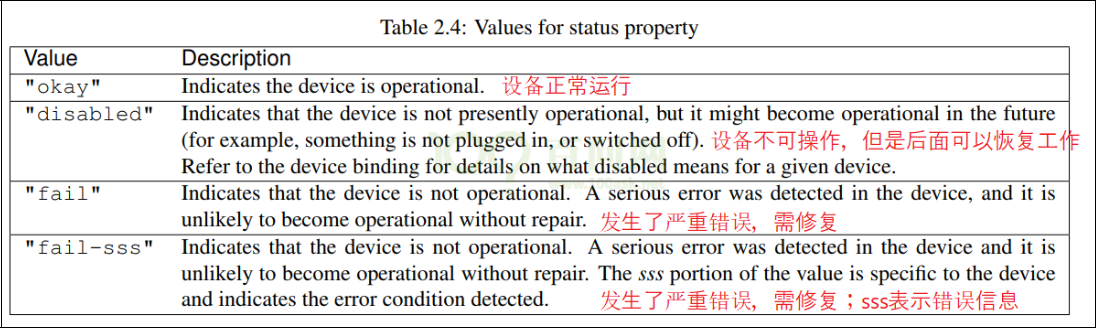 Table 2.4: Values for status property
Value Description
"okay" Indicates the device is operational. 设备正常运行
"disabled" Indicates that the device is not presently operational, but it might become operational in the future
(for example, something is not plugged in, or switched off). 设备不可操作，但是后面可以恢复工作
Refer to the device binding for details on what disabled means for a given device.
"fail" Indicates that the device is not operational. A serious error was detected in the device, and it is
unlikely to become operational without repair. 发生了严重错误，需修复
"fail-sss" Indicates that the device is not operational. A serious error was detected in the device and it is
unlikely to become operational without repair. The sss portion of the value is specific to the device
and indicates the error condition detected. 发生了严重错误，需修复；sss表示错误信息